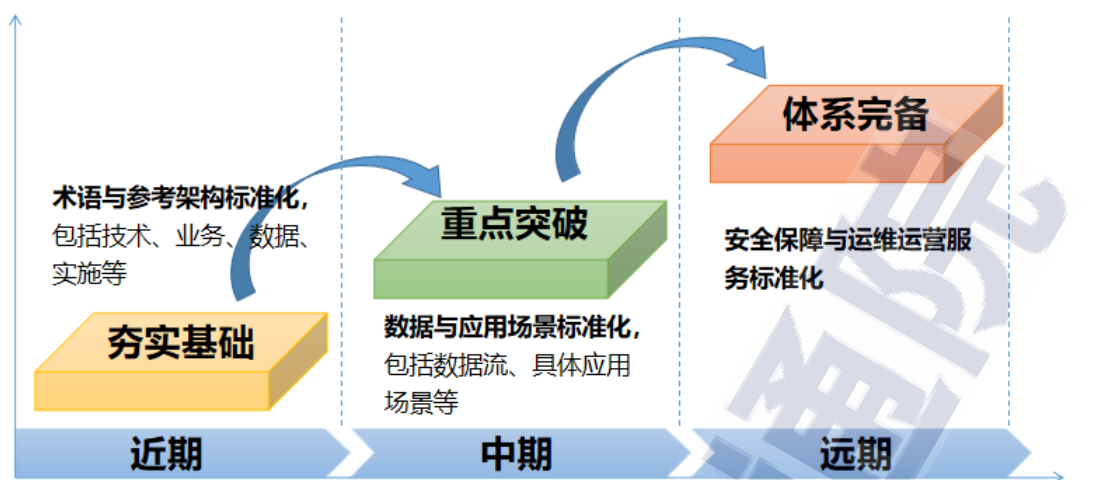 体系完备
术语与参考架构标准化，
包括技术、业务、数据、
实施等
重点突破
安全保障与运维运营服
务标准化
夯实基础
数据与应用场景标准化，
包括数据流、具体应用
场景等
近期
中期
远期
通院